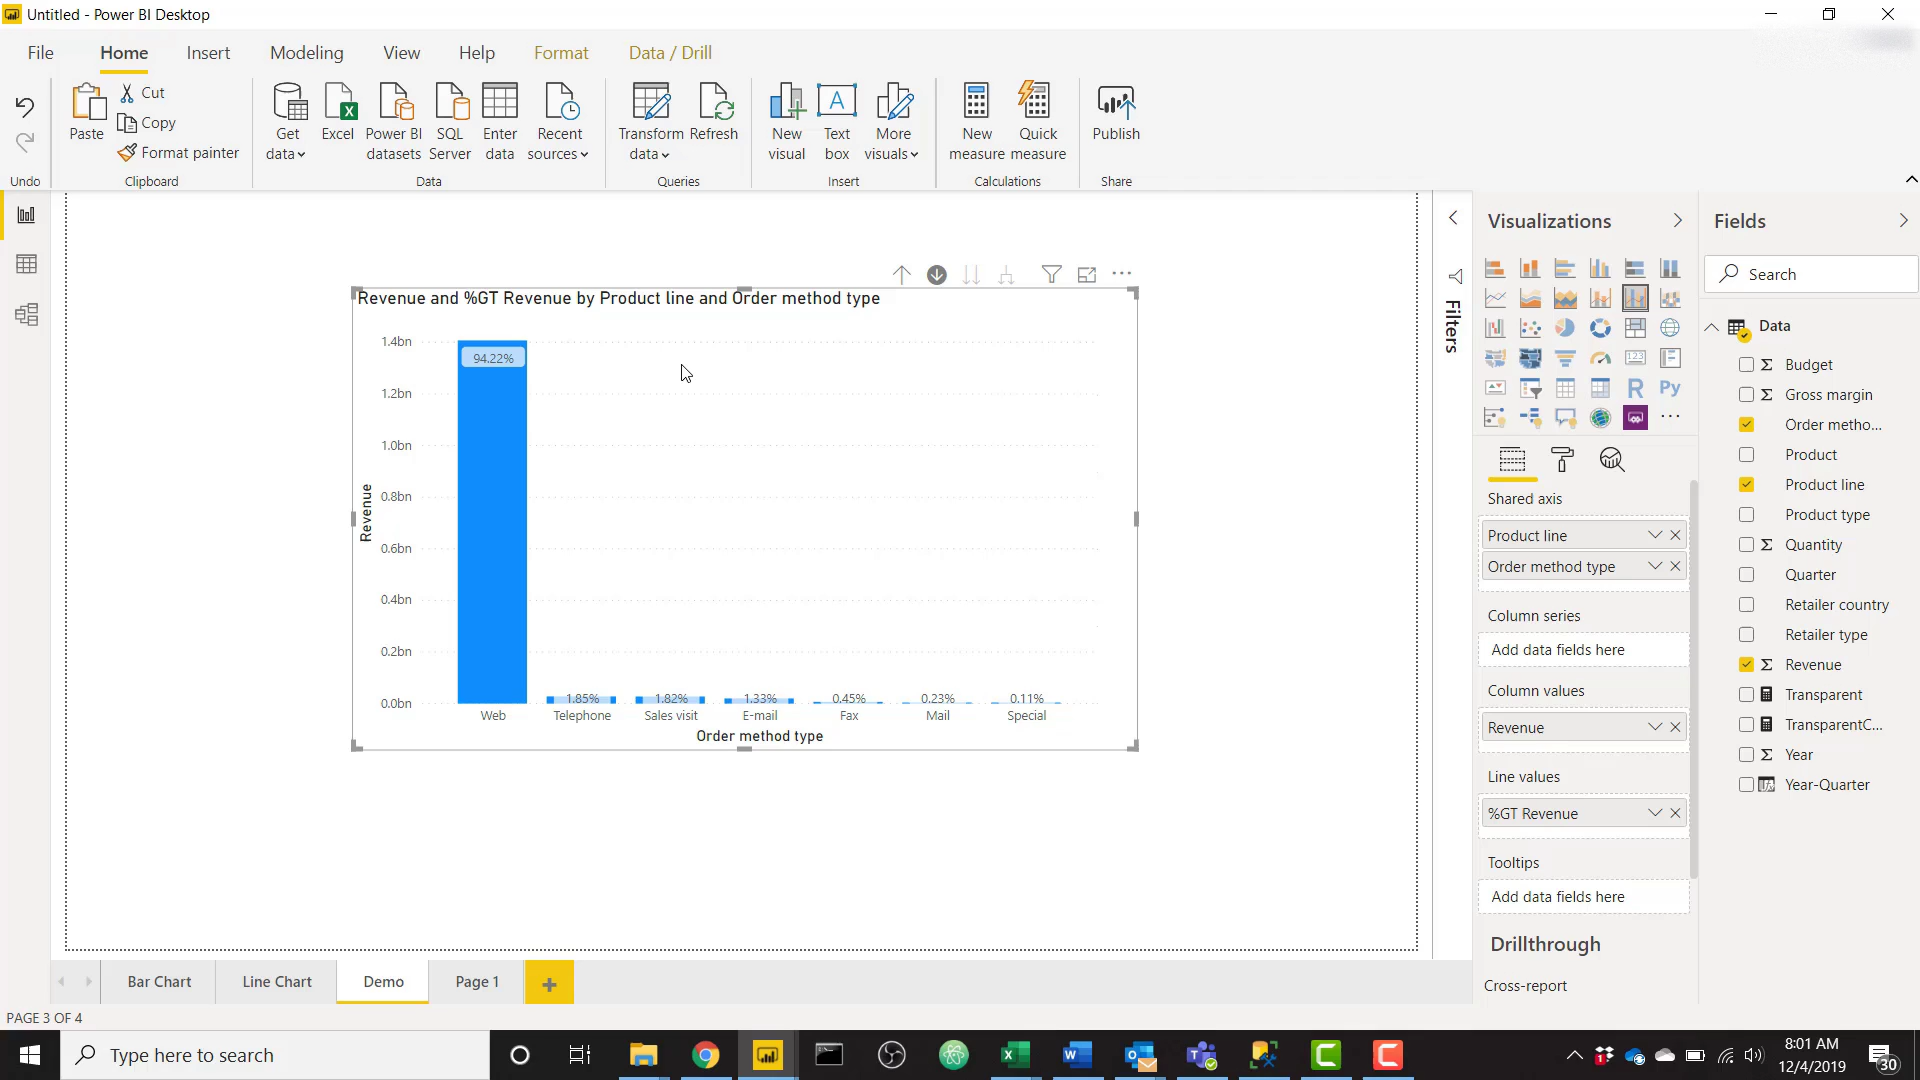 Untitled - Power BI Desktop
File Home Insert Modeling View Help Format Data / Drill
Paste
Cut
Copy
Format painter
Get data
Excel
Power BI datasets
SQL Server
Enter data
Recent sources
Transform data
Refresh
New visual
Text box
More visuals
New measure
Quick measure
Publish
Undo
Clipboard
Data
Queries
Insert
Calculations
Share
Revenue and %GT Revenue by Product line and Order method type
1.4bn
1.2bn
1.0bn
0.8bn
0.6bn
0.4bn
0.2bn
0.0bn
Revenue
94.22% 1.85% 1.82% 1.33% 0.45% 0.23% 0.11%
Web Telephone Sales visit E-mail Fax Mail Special
Order method type
Filters
Visualizations
123
R
Py
Shared axis
Product line
Order method type
Column series
Add data fields here
Column values
Revenue
Line values
%GT Revenue
Tooltips
Add data fields here
Drillthrough
Cross-report
Fields
Search
Data
Budget
Gross margin
Order metho...
Product
Product line
Product type
Quantity
Quarter
Retailer country
Retailer type
Revenue
Transparent
TransparentC...
Year
Year-Quarter
Bar Chart Line Chart Demo Page 1
PAGE 3 OF 4
Type here to search
8:01 AM
12/4/2019
30